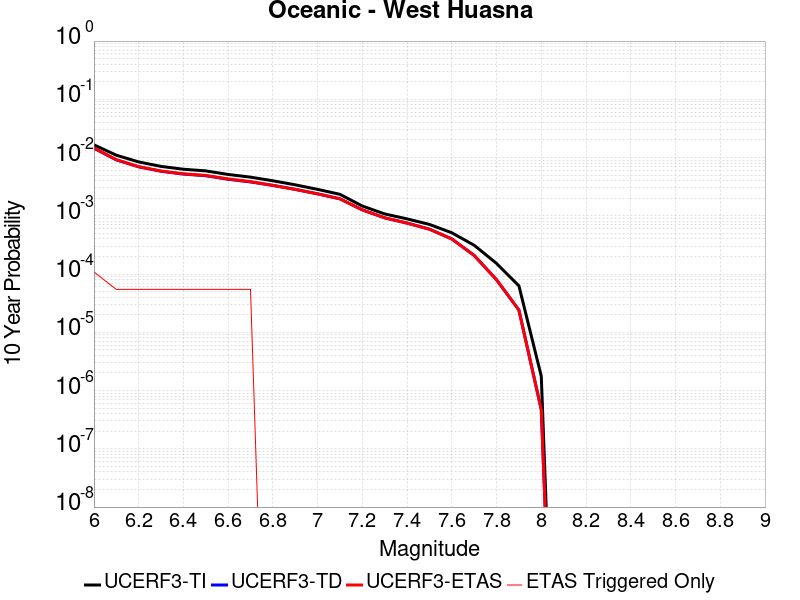 Oceanic - West Huasna
10^0
10^-1
10^-2
10^-3
10^-4
10^-5
10^-6
10^-7
10^-8
10 Year Probability
6 6.2 6.4 6.6 6.8 7 7.2 7.4 7.6 7.8 8 8.2 8.4 8.6 8.8 9
Magnitude
UCERF3-TI UCERF3-TD UCERF3-ETAS ETAS Triggered Only